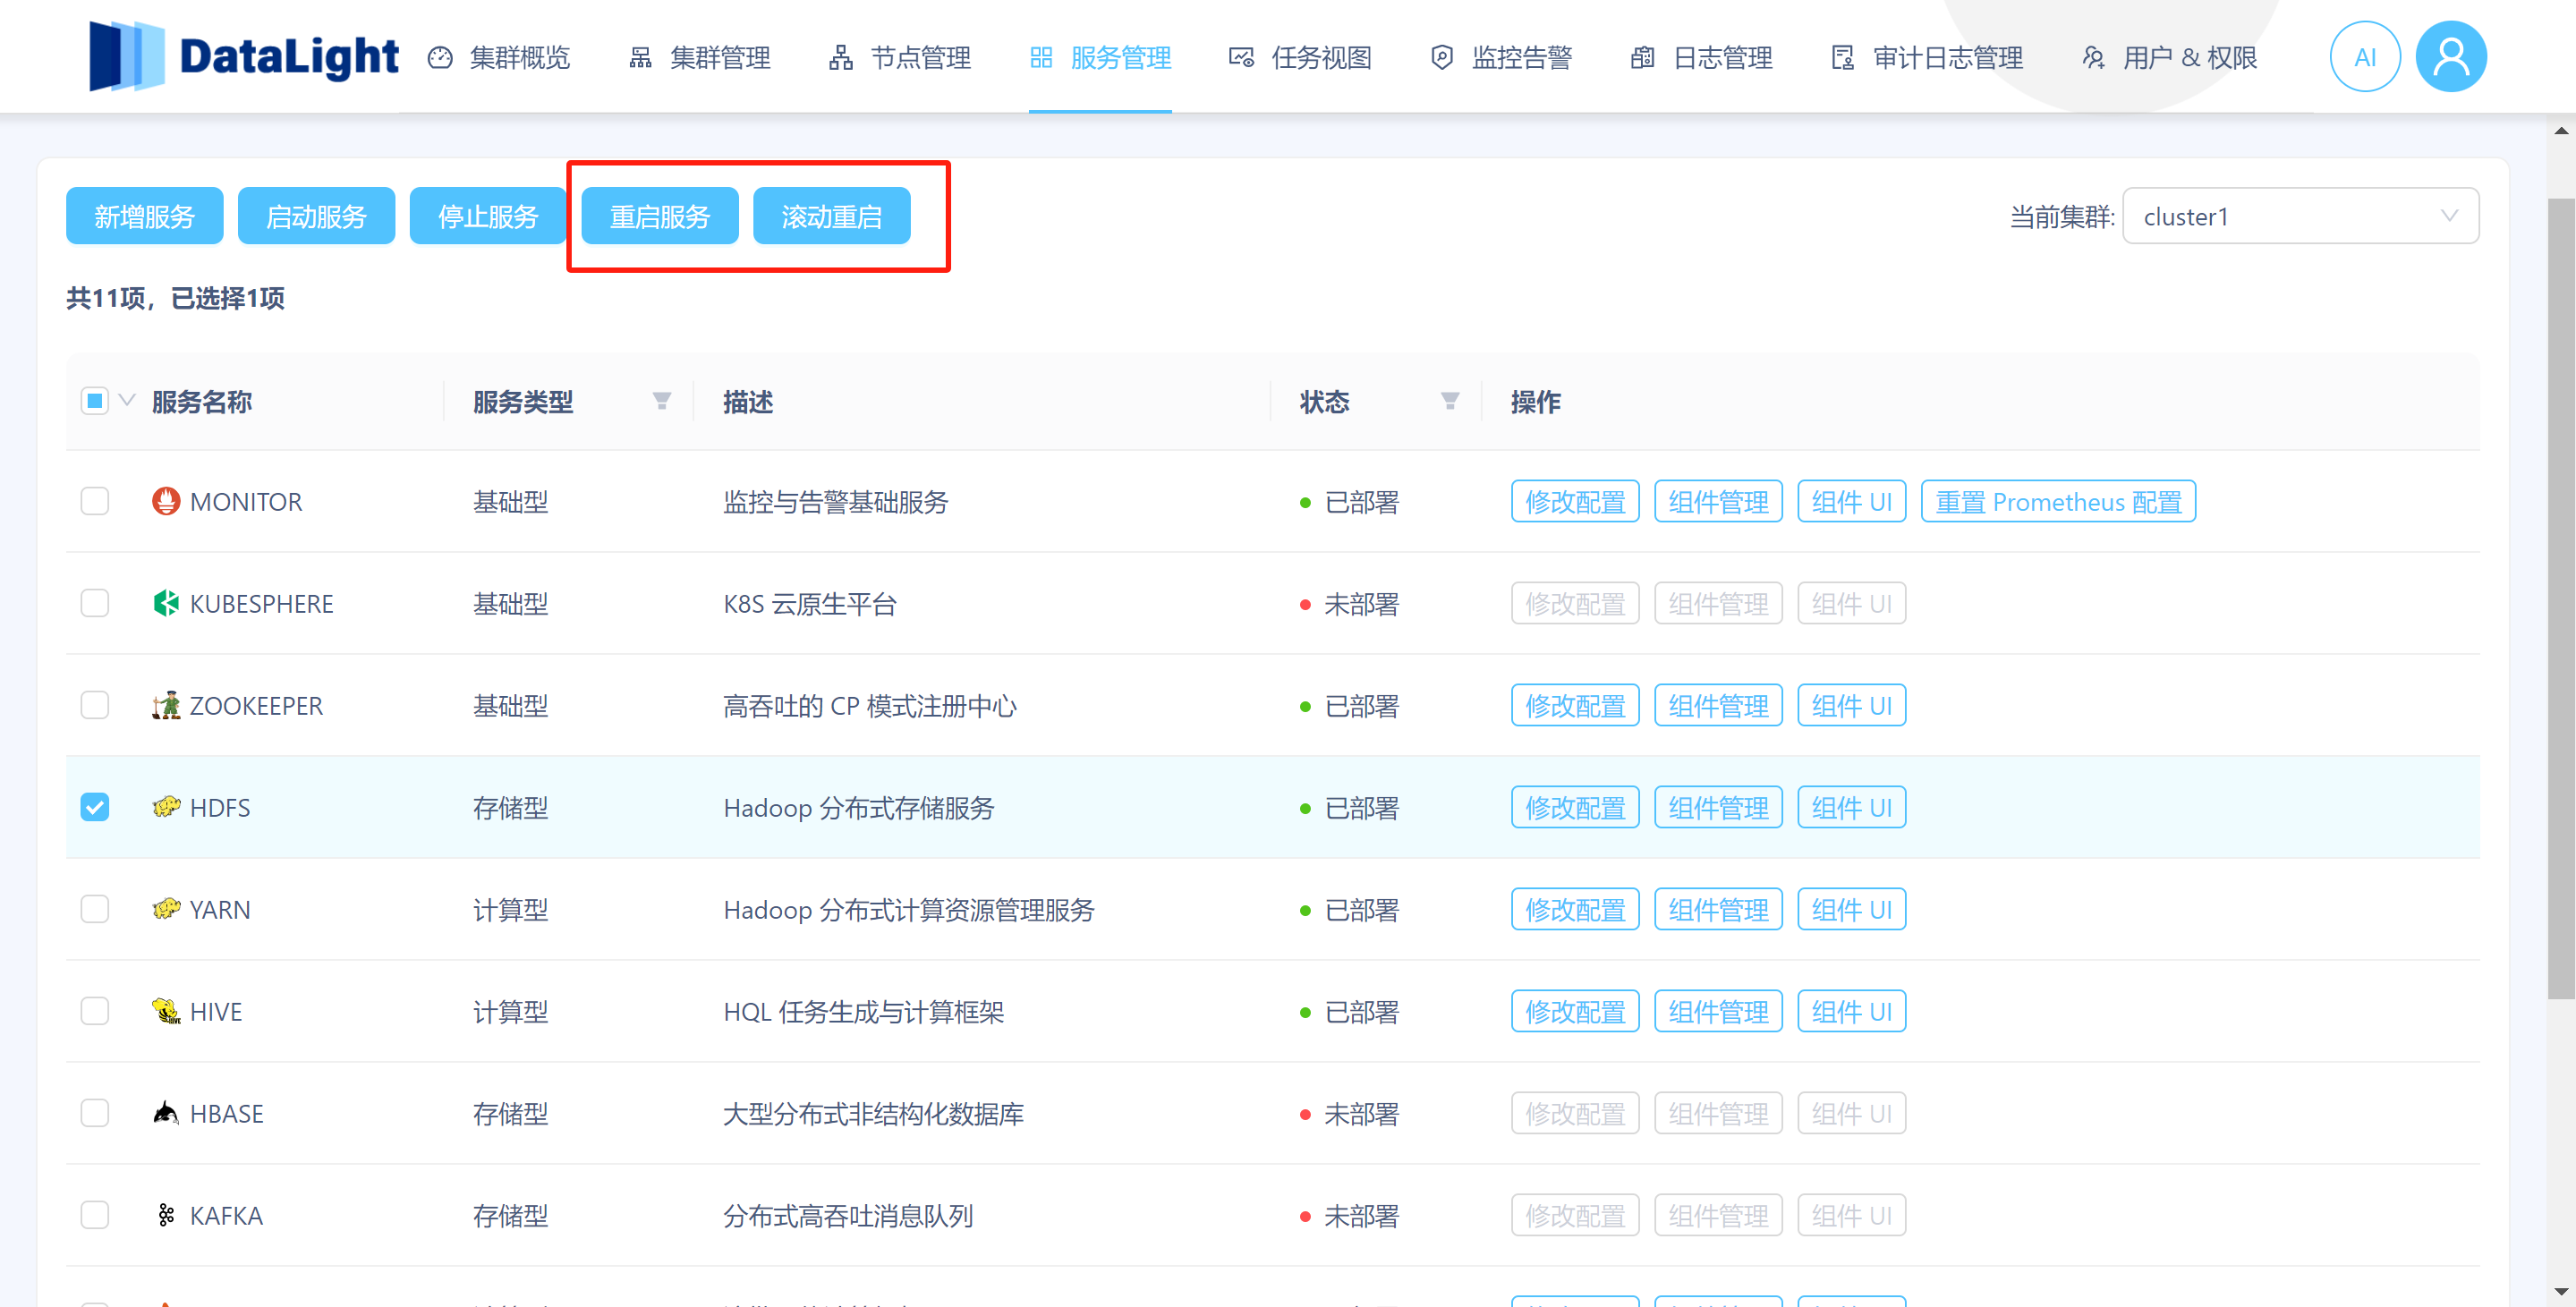 DataLight 集群概览 集群管理 节点管理 服务管理 任务视图 监控告警 日志管理 审计日志管理 用户 & 权限 AI
新增服务 启动服务 停止服务 重启服务 滚动重启 当前集群: cluster1
共11项，已选择1项
服务名称 服务类型 描述 状态 操作
MONITOR 基础型 监控与告警基础服务 已部署 修改配置 组件管理 组件 UI 重置 Prometheus 配置
KUBESPHERE 基础型 K8S 云原生平台 未部署 修改配置 组件管理 组件 UI
ZOOKEEPER 基础型 高吞吐的 CP 模式注册中心 已部署 修改配置 组件管理 组件 UI
HDFS 存储型 Hadoop 分布式存储服务 已部署 修改配置 组件管理 组件 UI
YARN 计算型 Hadoop 分布式计算资源管理服务 已部署 修改配置 组件管理 组件 UI
HIVE 计算型 HQL 任务生成与计算框架 已部署 修改配置 组件管理 组件 UI
HBASE 存储型 大型分布式非结构化数据库 未部署 修改配置 组件管理 组件 UI
KAFKA 存储型 分布式高吞吐消息队列 未部署 修改配置 组件管理 组件 UI